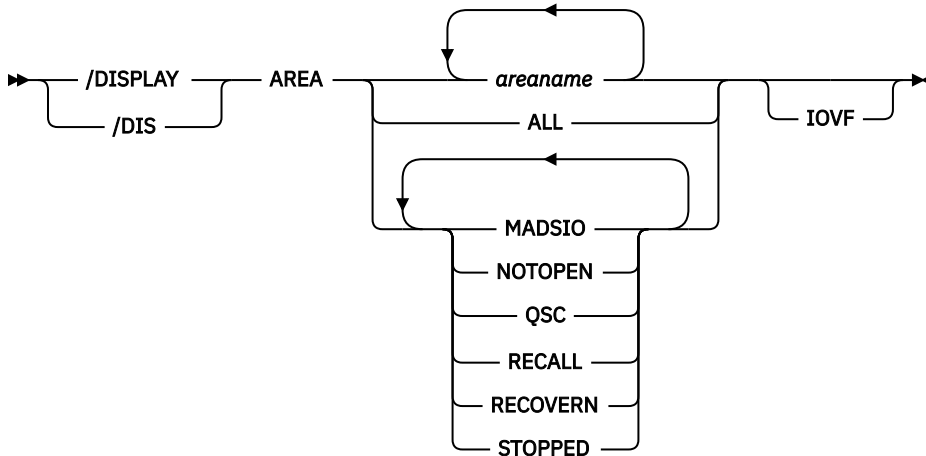 /DISPLAY AREA areaname
/DIS ALL IOVF
MADSIO
NOTOPEN
QSC
RECALL
RECOVERN
STOPPED